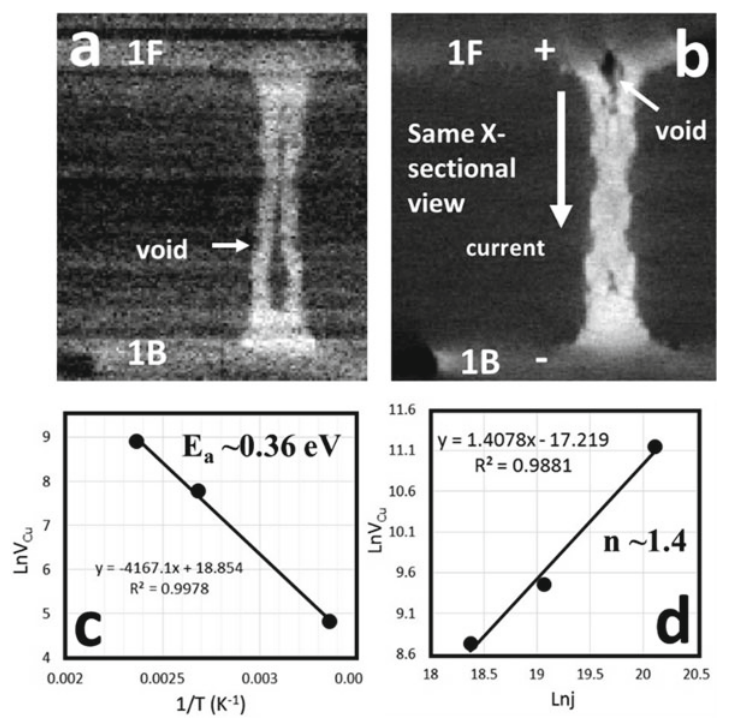 a
1F
void
1B
1F +
b
Same X-
sectional
view
void
current
1B -
9
8
7
6
5
4
LnV_Cu
E_a ~0.36 eV
y = -4167.1x + 18.854
R² = 0.9978
c
0.002 0.0025 0.003 0.00
1/T (K⁻¹)
11.6
11.1
10.6
10.1
9.6
9.1
8.6
LnV_Cu
y = 1.4078x - 17.219
R² = 0.9881
n ~1.4
d
18 18.5 19 19.5 20 20.5
Lnj